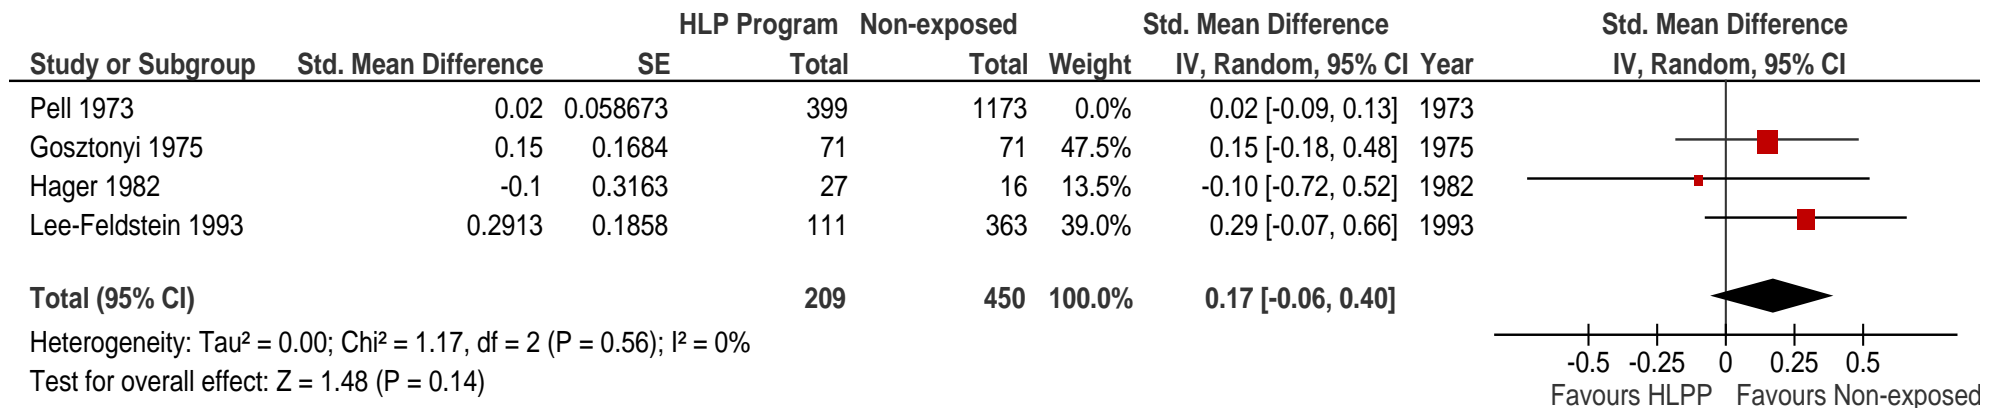 HLP Program Non-exposed Std. Mean Difference Std. Mean Difference
Study or Subgroup Std. Mean Difference SE Total Total Weight IV, Random, 95% CI Year IV, Random, 95% CI
Pell 1973 0.02 0.058673 399 1173 0.0% 0.02 [-0.09, 0.13] 1973
Gosztonyi 1975 0.15 0.1684 71 71 47.5% 0.15 [-0.18, 0.48] 1975
Hager 1982 -0.1 0.3163 27 16 13.5% -0.10 [-0.72, 0.52] 1982
Lee-Feldstein 1993 0.2913 0.1858 111 363 39.0% 0.29 [-0.07, 0.66] 1993
Total (95% CI) 209 450 100.0% 0.17 [-0.06, 0.40]
Heterogeneity: Tau² = 0.00; Chi² = 1.17, df = 2 (P = 0.56); I² = 0%
Test for overall effect: Z = 1.48 (P = 0.14)
-0.5 -0.25 0 0.25 0.5
Favours HLPP Favours Non-exposed